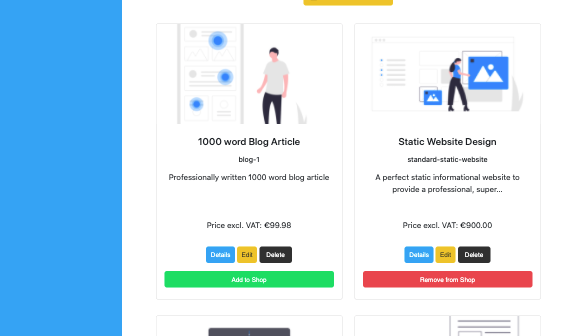 1000 word Blog Article
blog-1
Professionally written 1000 word blog article
Price excl. VAT: €99.98
Details
Edit
Delete
Add to Shop
Static Website Design
standard-static-website
A perfect static informational website to
provide a professional, super...
Price excl. VAT: €900.00
Details
Edit
Delete
Remove from Shop